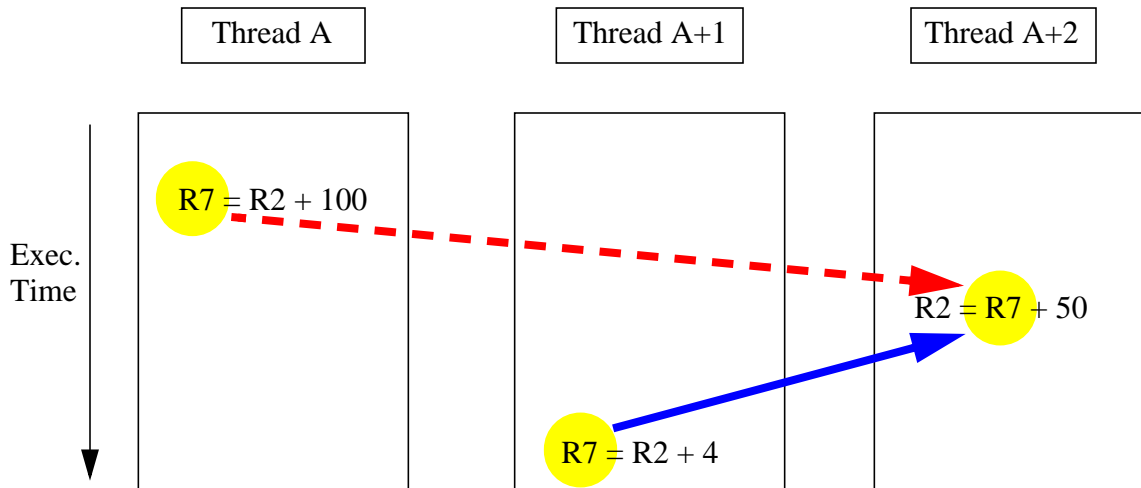 Thread A
Thread A+1
Thread A+2
R7 = R2 + 100
Exec.
Time
R2 = R7 + 50
R7 = R2 + 4